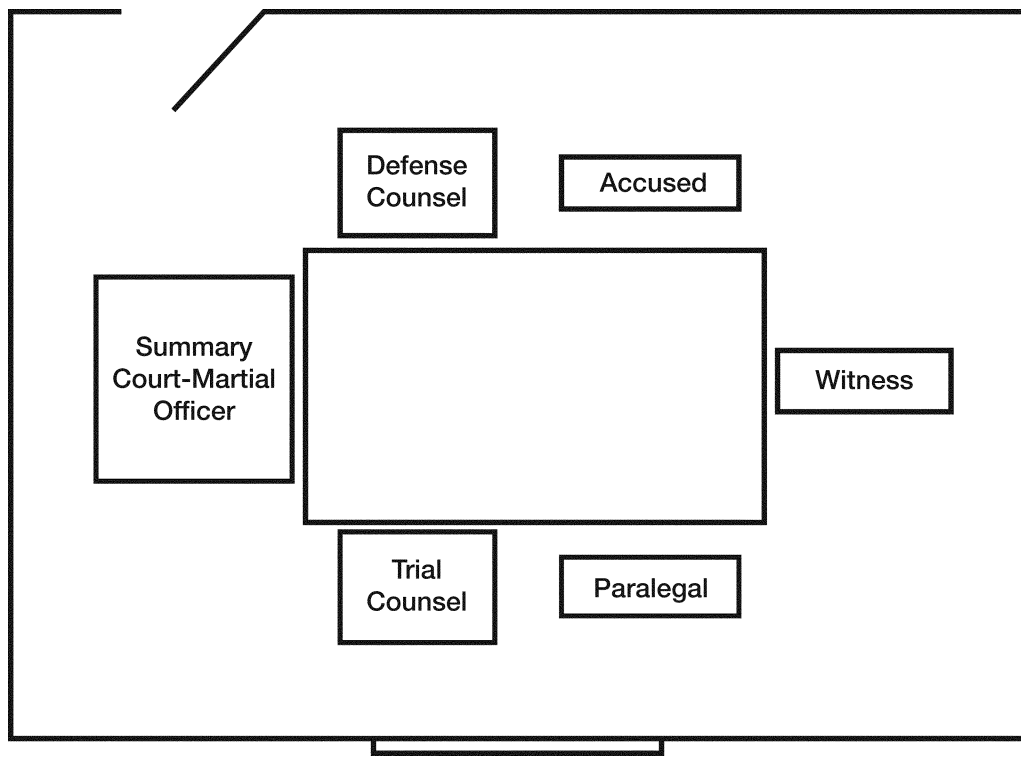 Defense
Counsel
Accused
Summary
Court-Martial
Officer
Witness
Trial
Counsel
Paralegal